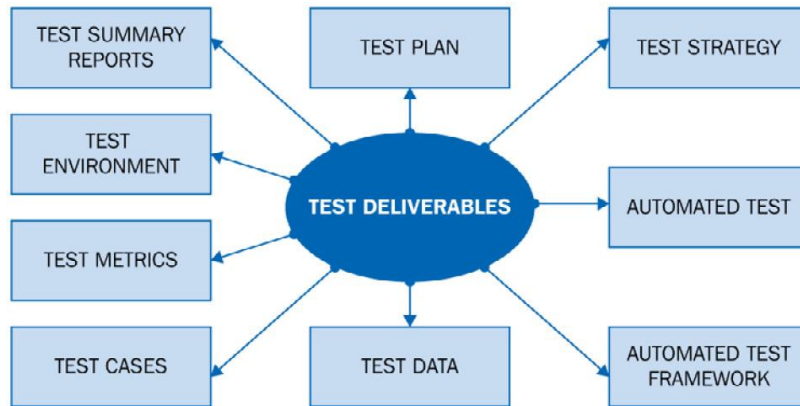 TEST SUMMARY
REPORTS
TEST PLAN
TEST STRATEGY
TEST
ENVIRONMENT
TEST DELIVERABLES
AUTOMATED TEST
TEST METRICS
TEST CASES
TEST DATA
AUTOMATED TEST
FRAMEWORK